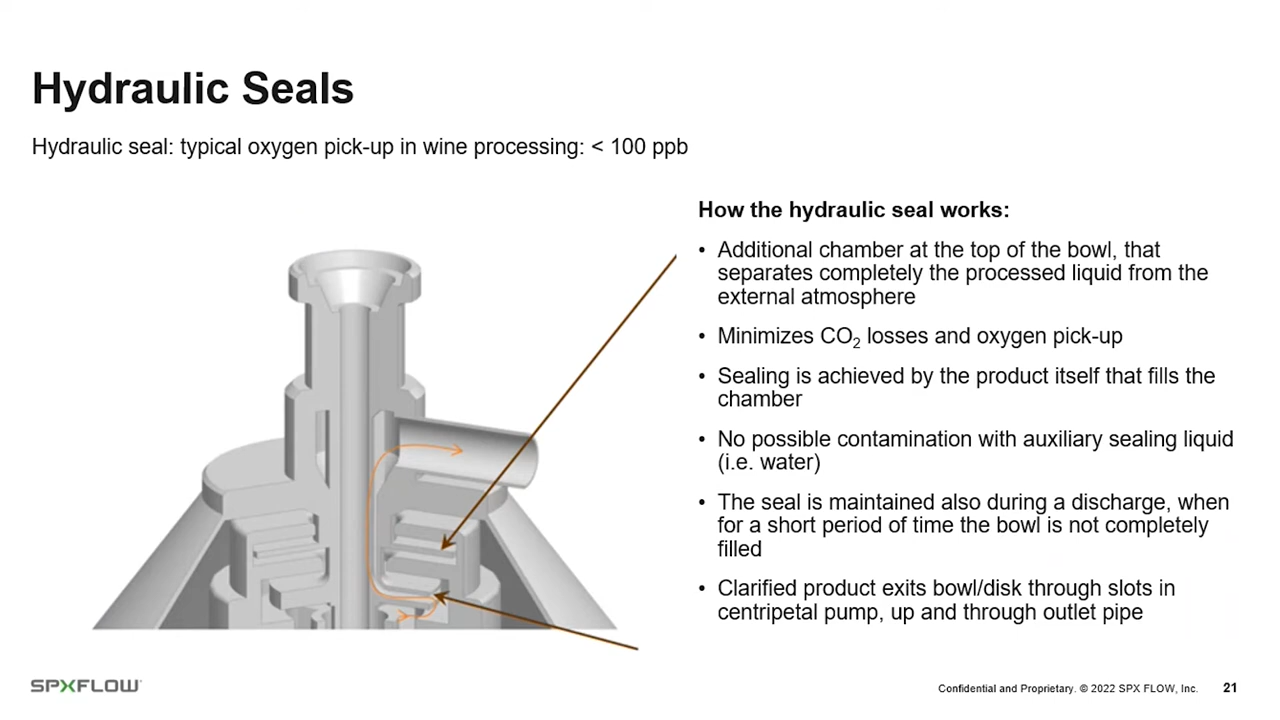 Hydraulic Seals
Hydraulic seal: typical oxygen pick-up in wine processing: < 100 ppb
How the hydraulic seal works:
• Additional chamber at the top of the bowl, that
separates completely the processed liquid from the
external atmosphere
• Minimizes CO2 losses and oxygen pick-up
• Sealing is achieved by the product itself that fills the
chamber
• No possible contamination with auxiliary sealing liquid
(i.e. water)
• The seal is maintained also during a discharge, when
for a short period of time the bowl is not completely
filled
• Clarified product exits bowl/disk through slots in
centripetal pump, up and through outlet pipe
SPXFLOW
Confidential and Proprietary. © 2022 SPX FLOW, Inc. 21